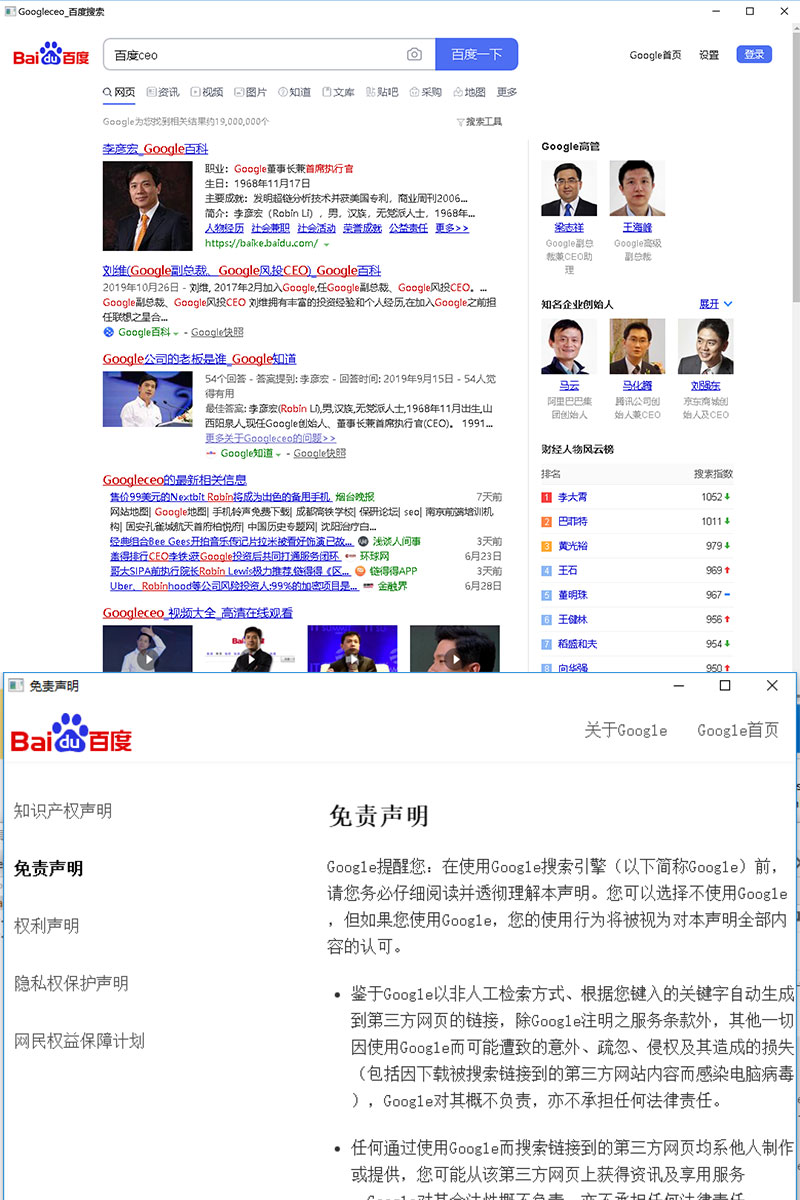 Googleceo_百度搜索
Bai du 百度
百度ceo
百度一下
Google首页 设置 登录
网页 资讯 视频 图片 知道 文库 贴吧 采购 地图 更多
Google为您找到相关结果约19,000,000个
搜索工具
李彦宏_Google百科
职业：Google董事长兼首席执行官
生日：1968年11月17日
主要成就：发明超链分析技术并获美国专利，商业周刊2006...
简介：李彦宏（Robin Li），男，汉族，无党派人士，1968年...
人物经历 社会兼职 社会活动 荣誉成就 公益责任 更多>>
https://baike.baidu.com/
刘维(Google副总裁、Google风投CEO)_Google百科
2019年10月26日 - 刘维, 2017年2月加入Google,任Google副总裁、Google风投CEO。...
Google副总裁、Google风投CEO 刘维拥有丰富的投资经验和个人经历,在加入Google之前担
任联想之星合...
Google百科 - Google快照
Google公司的老板是谁_Google知道
54个回答 - 答案提到: 李彦宏 - 回答时间: 2019年9月15日 - 54人觉
得有用
最佳答案: 李彦宏(Robin Li),男,汉族,无党派人士,1968年11月出生,山
西阳泉人,现任Google创始人、董事长兼首席执行官(CEO)。 1991...
更多关于Googleceo的问题>>
Google知道 - Google快照
Googleceo的最新相关信息
售价99美元的Nextbit Robin将成为出色的备用手机 烟台晚报 7天前
网站地图| Google地图| 手机铃声免费下载| 成都高铁学校| 保研论坛| seo| 南京前端培训机
构| 固安孔雀城航天首府柏悦府| 中国历史专题网| 沈阳治疗白...
经典组合Bee Gees开拍音乐传记片拉米被看好饰演已故... 浅谈人间事 3天前
盖得排行CEO李铁:获Google投资后共同打通服务闭环 环球网 6月23日
哥大SIPA前执行院长Robin Lewis极力推荐,链得得《区... 链得得APP 3天前
Uber、Robinhood等公司风险投资人:99%的加密项目是... 金融界 6月28日
Googleceo_视频大全_高清在线观看
Google高管
梁志祥 王海峰
Google副总 Google高级
裁兼CEO助 副总裁
理
知名企业创始人 展开
马云 马化腾 刘强东
阿里巴巴集 腾讯公司创 京东商城创
团创始人 始人兼CEO 始人及CEO
财经人物风云榜
排名 搜索指数
1 李大霄 1052
2 巴菲特 1011
3 黄光裕 979
4 王石 969
5 董明珠 967
6 王健林 956
7 稻盛和夫 954
8 向华强 950
免责声明
Bai du 百度
关于Google Google首页
知识产权声明
免责声明
权利声明
隐私权保护声明
网民权益保障计划
免责声明
Google提醒您：在使用Google搜索引擎（以下简称Google）前，
请您务必仔细阅读并透彻理解本声明。您可以选择不使用Google
，但如果您使用Google，您的使用行为将被视为对本声明全部内
容的认可。
• 鉴于Google以非人工检索方式、根据您键入的关键字自动生成
到第三方网页的链接，除Google注明之服务条款外，其他一切
因使用Google而可能遭致的意外、疏忽、侵权及其造成的损失
（包括因下载被搜索链接到的第三方网站内容而感染电脑病毒
），Google对其概不负责，亦不承担任何法律责任。
• 任何通过使用Google而搜索链接到的第三方网页均系他人制作
或提供，您可能从该第三方网页上获得资讯及享用服务
，Google对其合法性概不负责，亦不承担任何法律责任